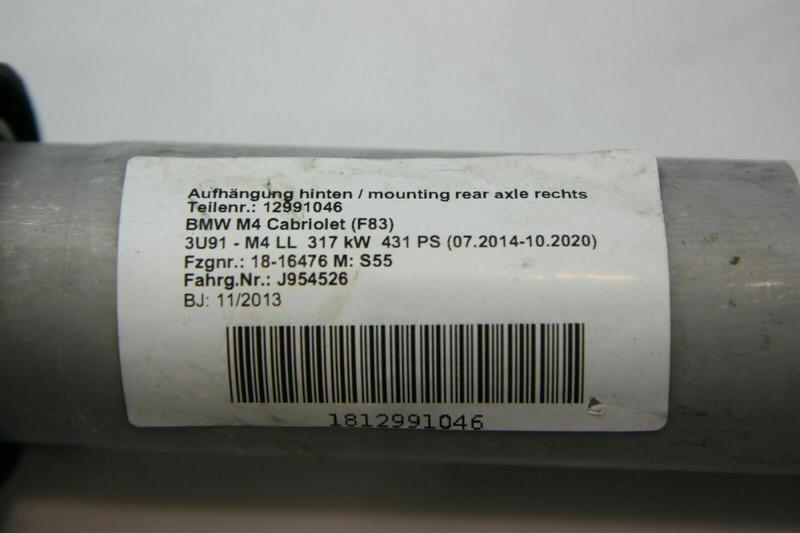 Aufhängung hinten / mounting rear axle rechts
Teilenr.: 12991046
BMW M4 Cabriolet (F83)
3U91 - M4 LL 317 kW 431 PS (07.2014-10.2020)
Fzgnr.: 18-16476 M: S55
Fahrg.Nr.: J954526
BJ: 11/2013
1812991046